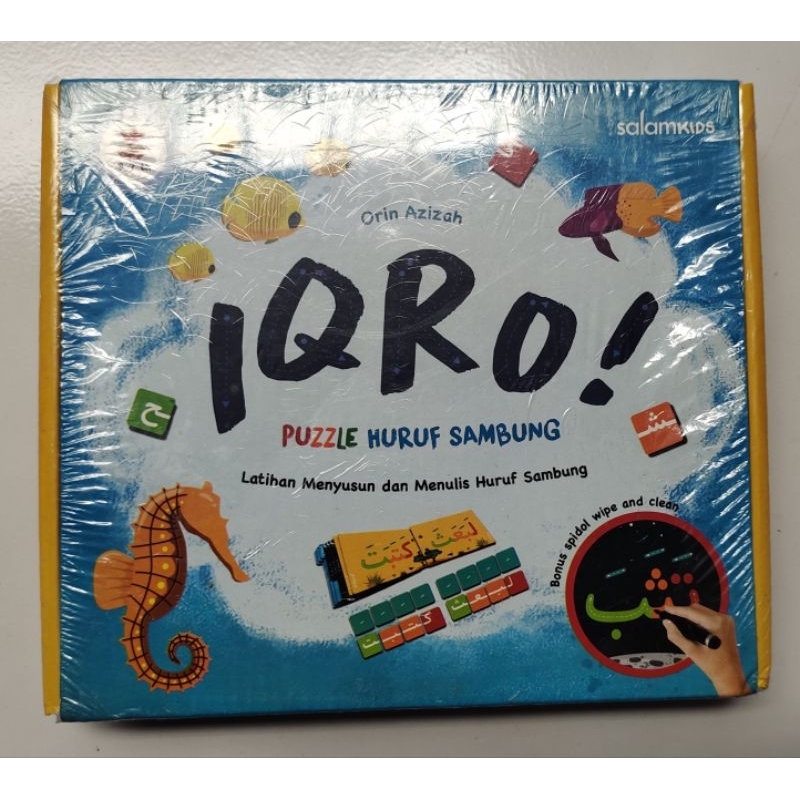 salamKIDS
Orin Azizah
IQRO!
PUZZLE HURUF SAMBUNG
Latihan Menyusun dan Menulis Huruf Sambung
Bonus spidol wipe and clean
لَبَعَثَ كَتَبَتَ